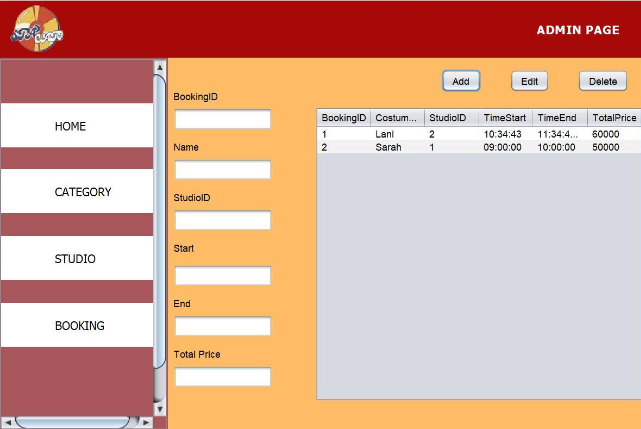 ADMIN PAGE
HOME
CATEGORY
STUDIO
BOOKING
BookingID
Name
StudioID
Start
End
Total Price
Add Edit Delete
BookingID Costum... StudioID TimeStart TimeEnd TotalPrice
1 Lani 2 10:34:43 11:34:4... 60000
2 Sarah 1 09:00:00 10:00:00 50000